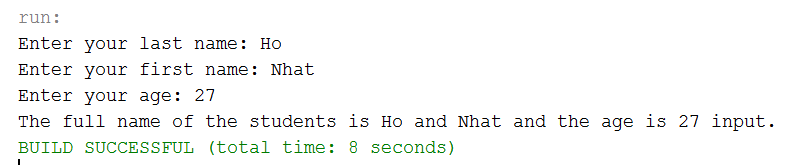 run:
Enter your last name: Ho
Enter your first name: Nhat
Enter your age: 27
The full name of the students is Ho and Nhat and the age is 27 input.
BUILD SUCCESSFUL (total time: 8 seconds)